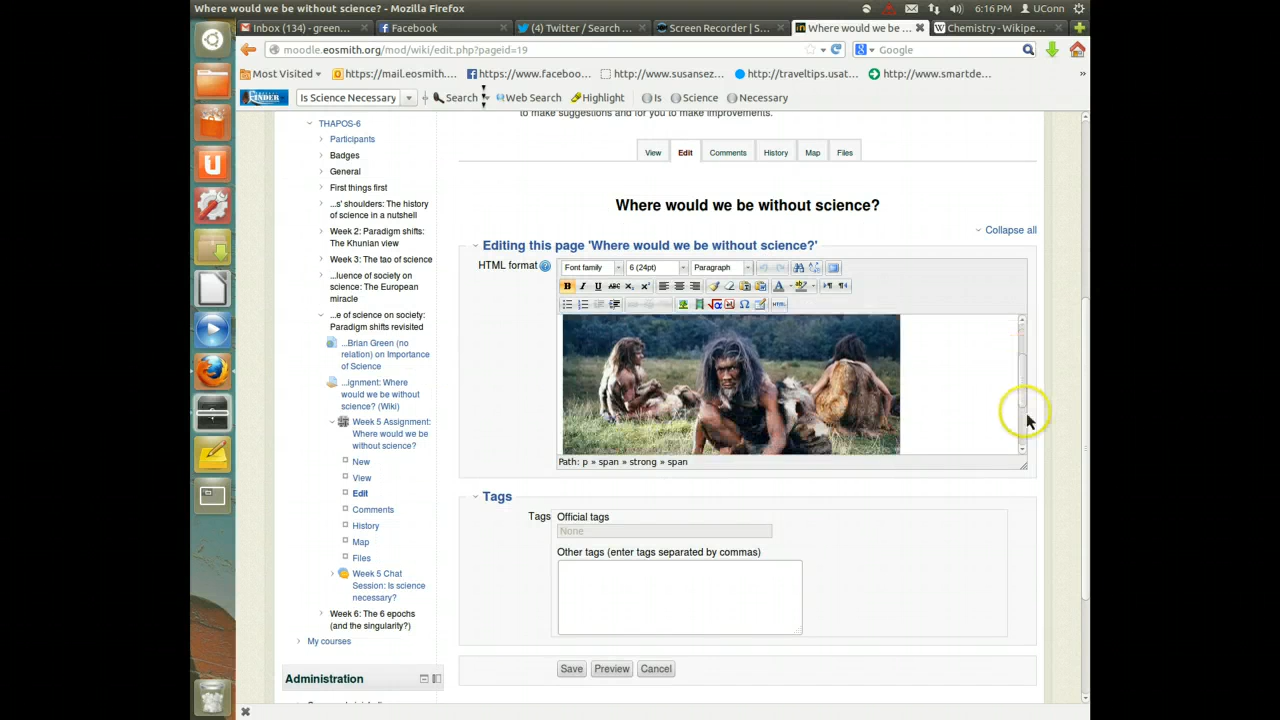 Where would we be without science? - Mozilla Firefox
6:16 PM UConn
Inbox (134) - green...
Facebook
(4) Twitter / Search ...
Screen Recorder | S...
Where would we be ...
Chemistry - Wikipe...
moodle.eosmith.org/mod/wiki/edit.php?pageid=19
Google
Most Visited
https://mail.eosmith....
https://www.faceboo...
http://www.susansez...
http://traveltips.usat...
http://www.smartde...
»
FINDER
Is Science Necessary
Search
Web Search
Highlight
Is
Science
Necessary
to make suggestions and for you to make improvements.
THAPOS-6
Participants
Badges
General
First things first
...s' shoulders: The history
of science in a nutshell
Week 2: Paradigm shifts:
The Khunian view
Week 3: The tao of science
...luence of society on
science: The European
miracle
...e of science on society:
Paradigm shifts revisited
...Brian Green (no
relation) on Importance
of Science
...ignment: Where
would we be without
science? (Wiki)
Week 5 Assignment:
Where would we be
without science?
New
View
Edit
Comments
History
Map
Files
Week 5 Chat
Session: Is science
necessary?
Week 6: The 6 epochs
(and the singularity?)
My courses
Administration
View
Edit
Comments
History
Map
Files
Where would we be without science?
Collapse all
Editing this page 'Where would we be without science?'
HTML format
Font family
6 (24pt)
Paragraph
B I U ABC
HTML
Path: p » span » strong » span
Tags
Tags
Official tags
None
Other tags (enter tags separated by commas)
Save
Preview
Cancel